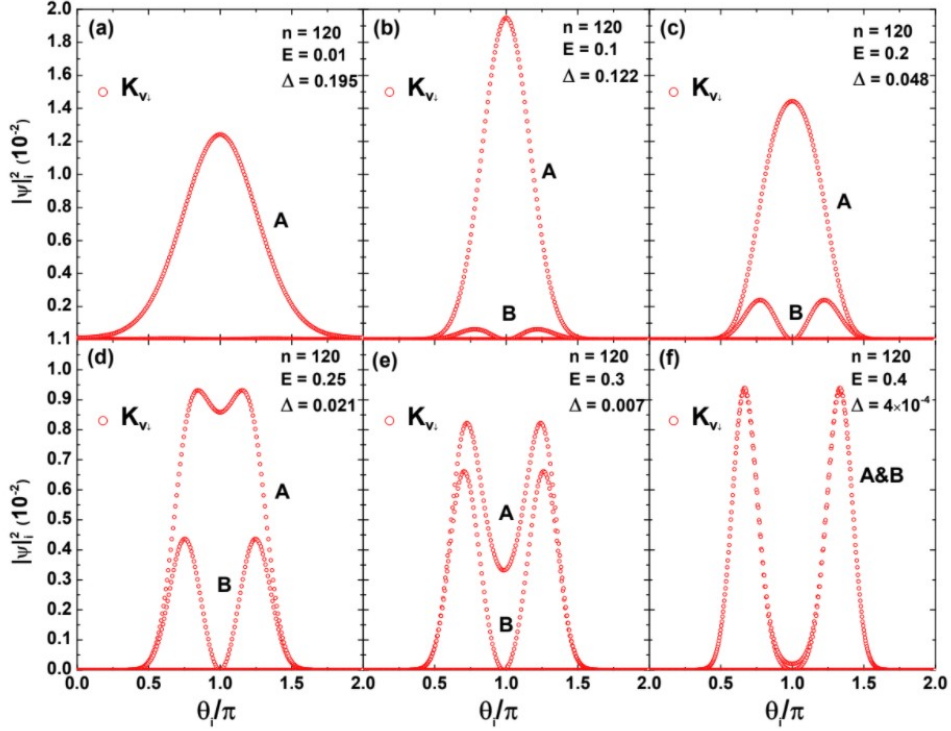 (a)
n = 120
E = 0.01
Δ = 0.195
K_v↓
A
(b)
n = 120
E = 0.1
Δ = 0.122
K_v↓
A
B
(c)
n = 120
E = 0.2
Δ = 0.048
K_v↓
A
B
2.0
1.8
1.6
1.4
1.2
1.0
0.8
0.6
0.4
0.2
1.1
|ψ|²ᵢ (10⁻²)
(d)
n = 120
E = 0.25
Δ = 0.021
K_v↓
A
B
(e)
n = 120
E = 0.3
Δ = 0.007
K_v↓
A
B
(f)
n = 120
E = 0.4
Δ = 4×10⁻⁴
K_v↓
A&B
1.0
0.9
0.8
0.7
0.6
0.5
0.4
0.3
0.2
0.1
0.0
|ψ|²ᵢ (10⁻²)
0.0 0.5 1.0 1.5 2.0 0.5 1.0 1.5 2.0 0.5 1.0 1.5 2.0
θᵢ/π θᵢ/π θᵢ/π